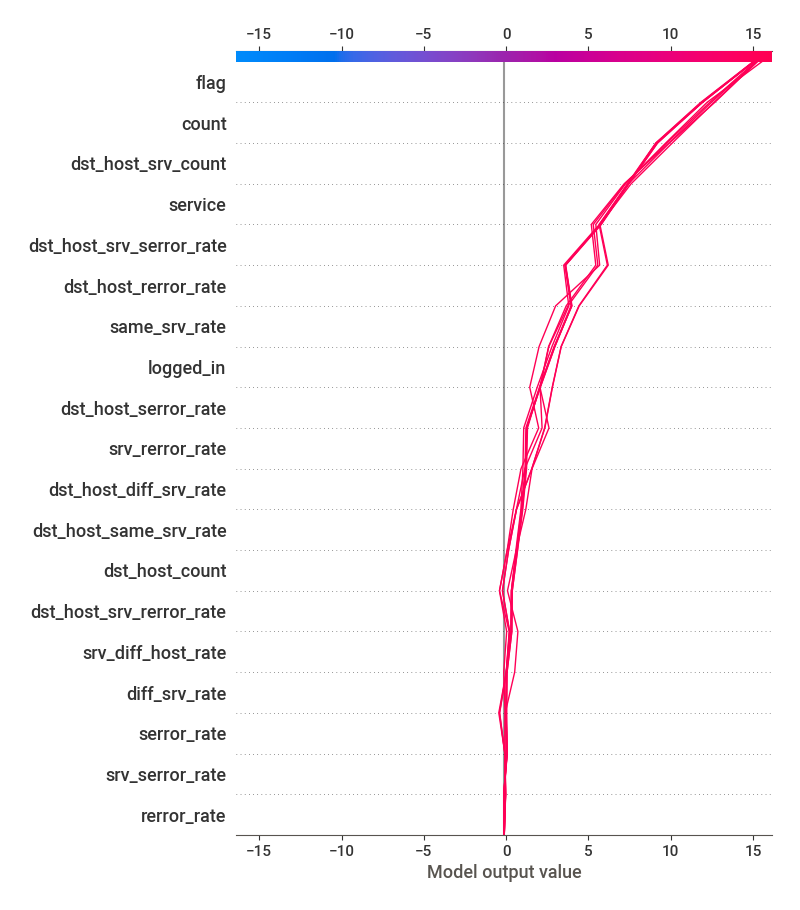 −15 −10 −5 0 5 10 15
flag
count
dst_host_srv_count
service
dst_host_srv_serror_rate
dst_host_rerror_rate
same_srv_rate
logged_in
dst_host_serror_rate
srv_rerror_rate
dst_host_diff_srv_rate
dst_host_same_srv_rate
dst_host_count
dst_host_srv_rerror_rate
srv_diff_host_rate
diff_srv_rate
serror_rate
srv_serror_rate
rerror_rate
−15 −10 −5 0 5 10 15
Model output value